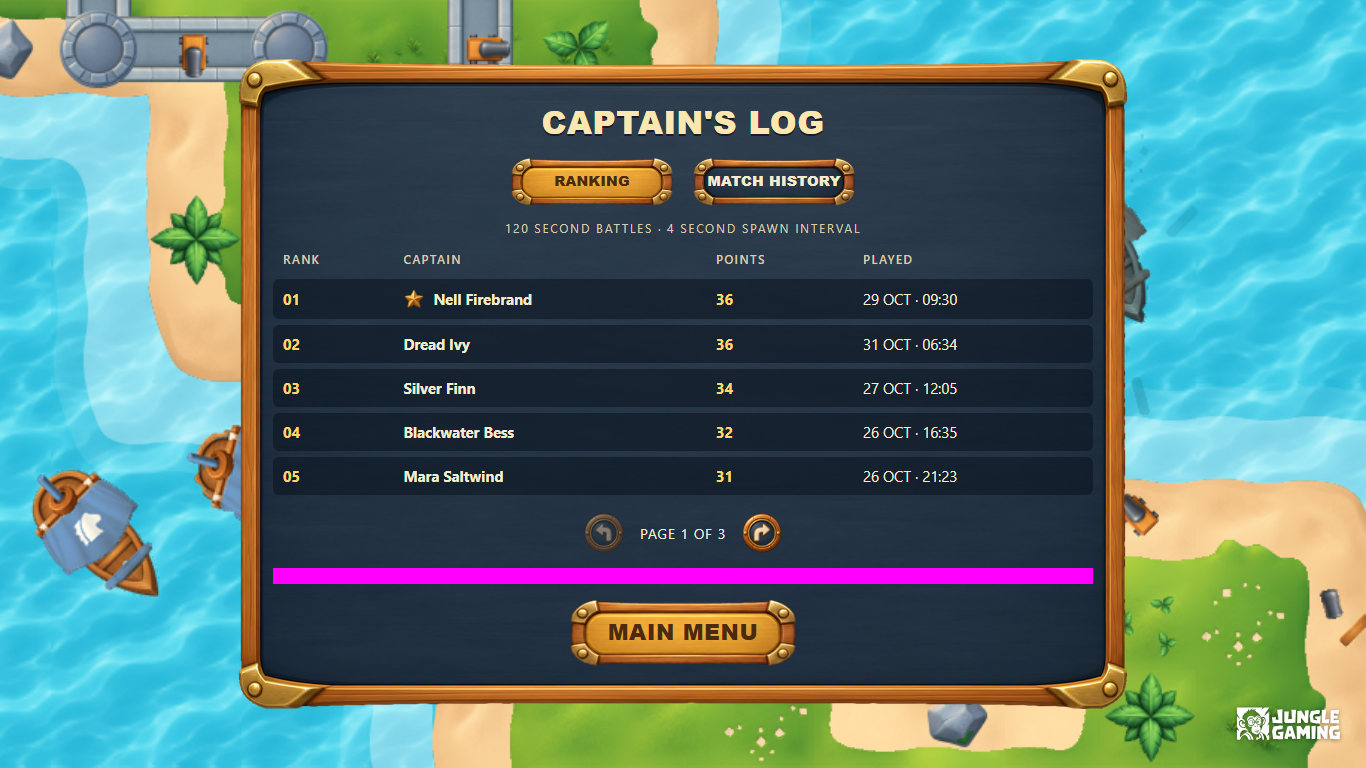 CAPTAIN'S LOG
RANKING MATCH HISTORY
120 SECOND BATTLES · 4 SECOND SPAWN INTERVAL
RANK CAPTAIN POINTS PLAYED
01 Nell Firebrand 36 29 OCT · 09:30
02 Dread Ivy 36 31 OCT · 06:34
03 Silver Finn 34 27 OCT · 12:05
04 Blackwater Bess 32 26 OCT · 16:35
05 Mara Saltwind 31 26 OCT · 21:23
PAGE 1 OF 3
MAIN MENU
JUNGLE
GAMING